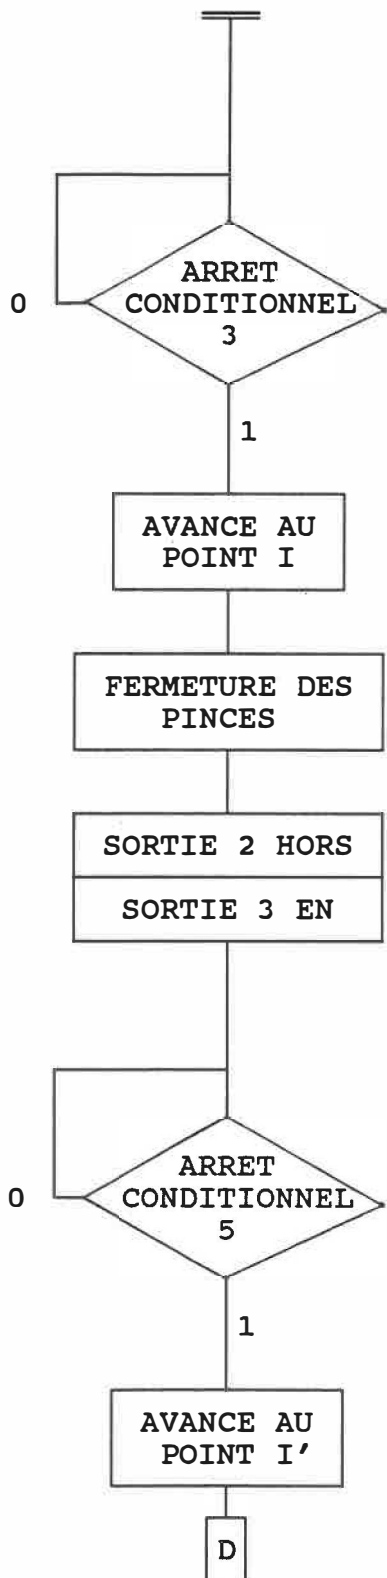 ARRET
0 CONDITIONNEL
3
1
AVANCE AU
POINT I
FERMETURE DES
PINCES
SORTIE 2 HORS
SORTIE 3 EN
ARRET
0 CONDITIONNEL
5
1
AVANCE AU
POINT I'
D